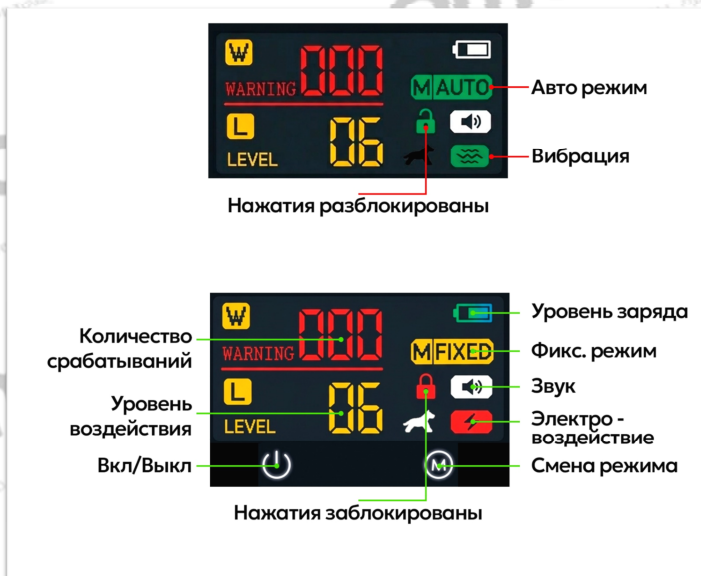 W
000
WARNING
M AUTO
Авто режим
L
LEVEL
06
Вибрация
Нажатия разблокированы
W
000
WARNING
Уровень заряда
Количество
срабатываний
M FIXED
Фикс. режим
L
LEVEL
06
Звук
Уровень
воздействия
Электро -
воздействие
Вкл/Выкл
M
Смена режима
Нажатия заблокированы